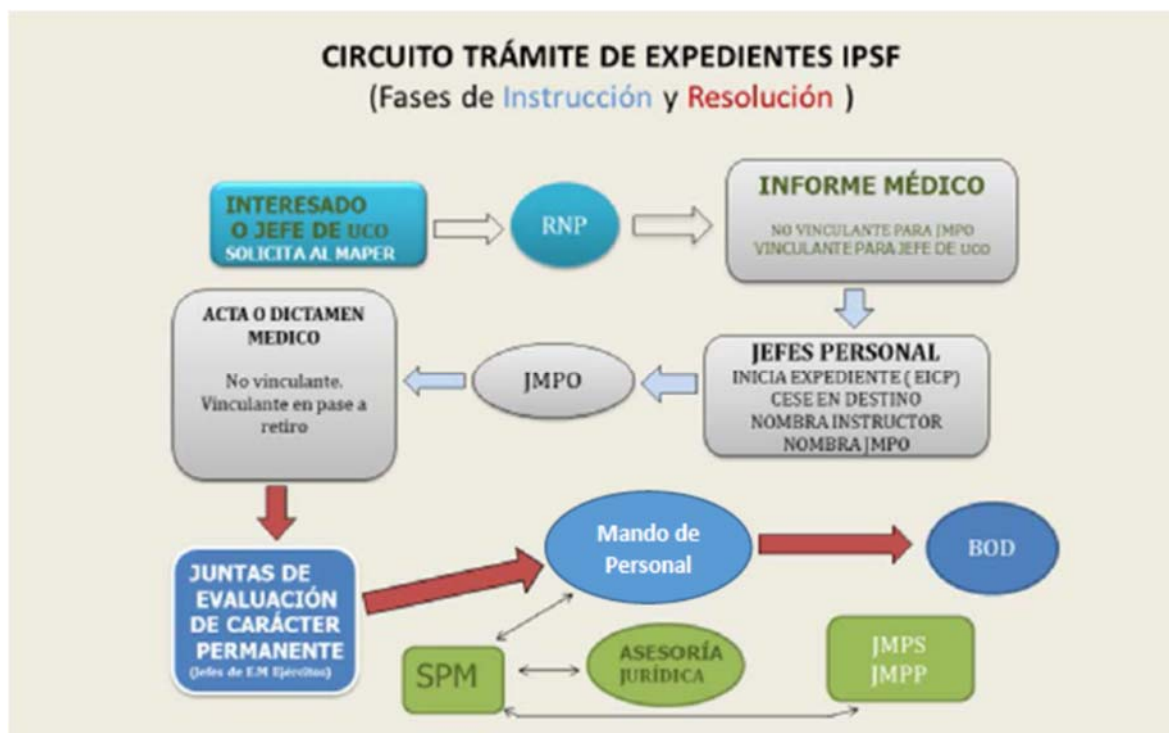 CIRCUITO TRÁMITE DE EXPEDIENTES IPSF
(Fases de Instrucción y Resolución )
INTERESADO
O JEFE DE UCO
SOLICITA AL MAPER
RNP
INFORME MÉDICO
NO VINCULANTE PARA JMPO
VINCULANTE PARA JEFE DE UCO
ACTA O DICTAMEN
MEDICO
No vinculante.
Vinculante en pase a
retiro
JMPO
JEFES PERSONAL
INICIA EXPEDIENTE ( EICP)
CESE EN DESTINO
NOMBRA INSTRUCTOR
NOMBRA JMPO
JUNTAS DE
EVALUACIÓN
DE CARÁCTER
PERMANENTE
(Jefes de E.M Ejércitos)
Mando de
Personal
BOD
SPM
ASESORÍA
JURÍDICA
JMPS
JMPP